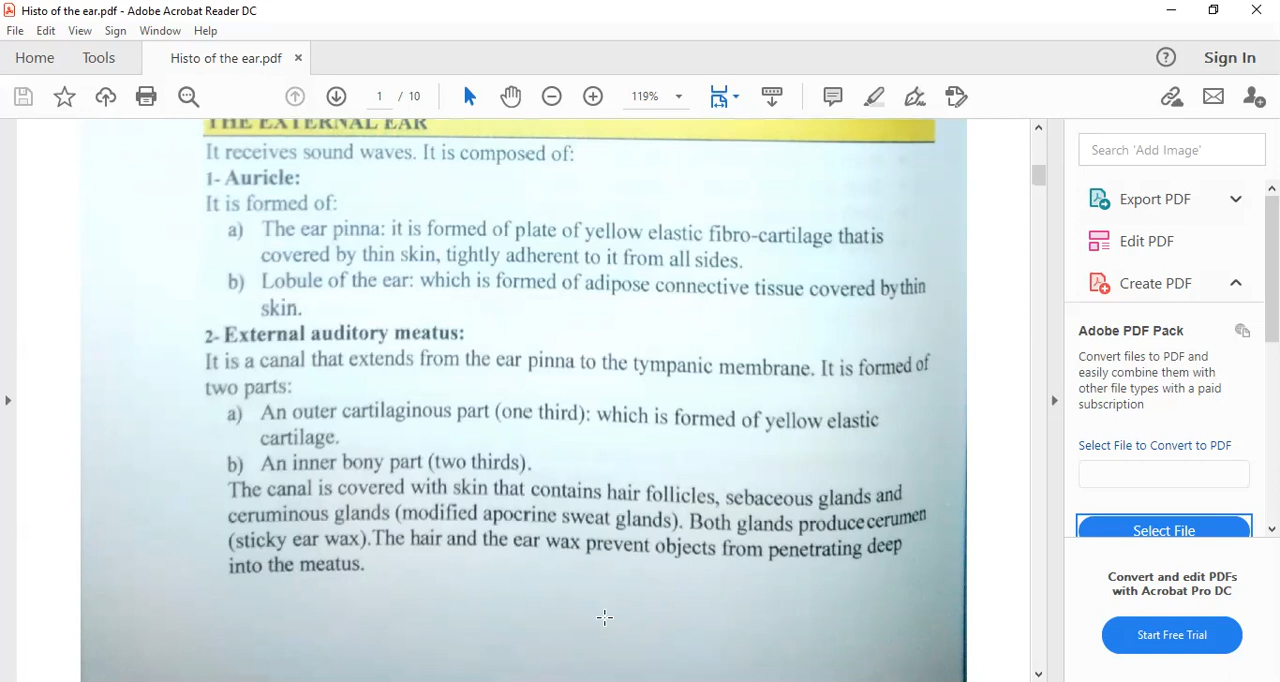 Histo of the ear.pdf - Adobe Acrobat Reader DC
File Edit View Sign Window Help
Home Tools Histo of the ear.pdf × Sign In
1 / 10 119%
THE EXTERNAL EAR
It receives sound waves. It is composed of:
1- Auricle:
It is formed of:
a) The ear pinna: it is formed of plate of yellow elastic fibro-cartilage thatis
covered by thin skin, tightly adherent to it from all sides.
b) Lobule of the ear: which is formed of adipose connective tissue covered bythin
skin.
2- External auditory meatus:
It is a canal that extends from the ear pinna to the tympanic membrane. It is formed of
two parts:
a) An outer cartilaginous part (one third): which is formed of yellow elastic
cartilage.
b) An inner bony part (two thirds).
The canal is covered with skin that contains hair follicles, sebaceous glands and
ceruminous glands (modified apocrine sweat glands). Both glands produce cerumen
(sticky ear wax).The hair and the ear wax prevent objects from penetrating deep
into the meatus.
Search 'Add Image'
Export PDF
Edit PDF
Create PDF
Adobe PDF Pack
Convert files to PDF and
easily combine them with
other file types with a paid
subscription
Select File to Convert to PDF
Select File
Convert and edit PDFs
with Acrobat Pro DC
Start Free Trial